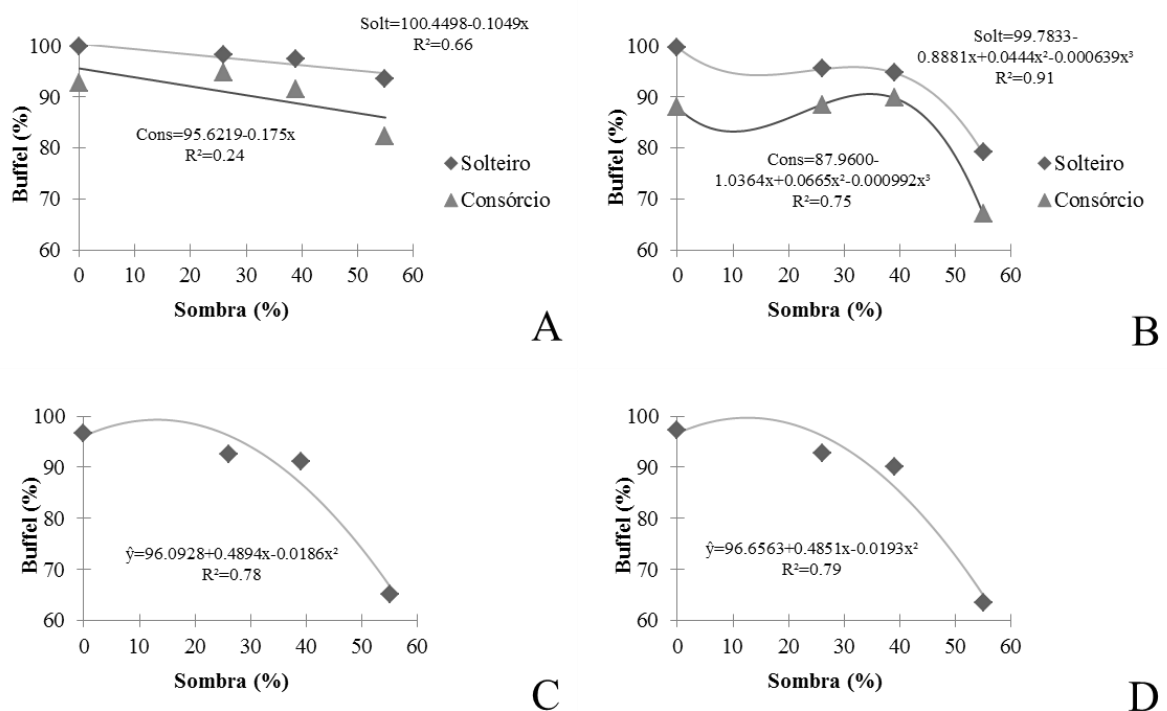 Solt=100.4498-0.1049x
R²=0.66
100
90
80
70
60
Buffel (%)
Cons=95.6219-0.175x
R²=0.24
Solteiro
Consórcio
0 10 20 30 40 50 60
Sombra (%)
A
Solt=99.7833-
0.8881x+0.0444x²-0.000639x³
R²=0.91
100
90
80
70
60
Buffel (%)
Cons=87.9600-
1.0364x+0.0665x²-0.000992x³
R²=0.75
Solteiro
Consórcio
0 10 20 30 40 50 60
Sombra (%)
B
100
90
80
70
60
Buffel (%)
ŷ=96.0928+0.4894x-0.0186x²
R²=0.78
0 10 20 30 40 50 60
Sombra (%)
C
100
90
80
70
60
Buffel (%)
ŷ=96.6563+0.4851x-0.0193x²
R²=0.79
0 10 20 30 40 50 60
Sombra (%)
D